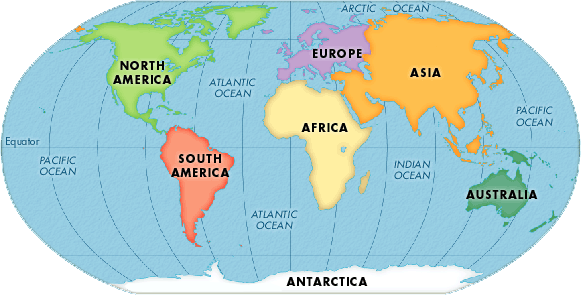 ARCTIC OCEAN
EUROPE
NORTH
AMERICA
ASIA
ATLANTIC
OCEAN
PACIFIC
OCEAN
AFRICA
Equator
PACIFIC
OCEAN
SOUTH
AMERICA
INDIAN
OCEAN
AUSTRALIA
ATLANTIC
OCEAN
ANTARCTICA